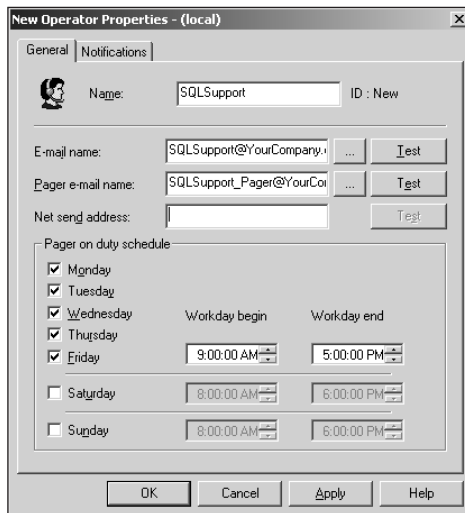 New Operator Properties - (local)
General Notifications
Name: SQLSupport ID : New
E-mail name: SQLSupport@YourCompany. ... Test
Pager e-mail name: SQLSupport_Pager@YourCo ... Test
Net send address: Test
Pager on duty schedule
Monday
Tuesday
Wednesday Workday begin Workday end
Thursday
Friday 9:00:00 AM 5:00:00 PM
Saturday 8:00:00 AM 6:00:00 PM
Sunday 8:00:00 AM 6:00:00 PM
OK Cancel Apply Help